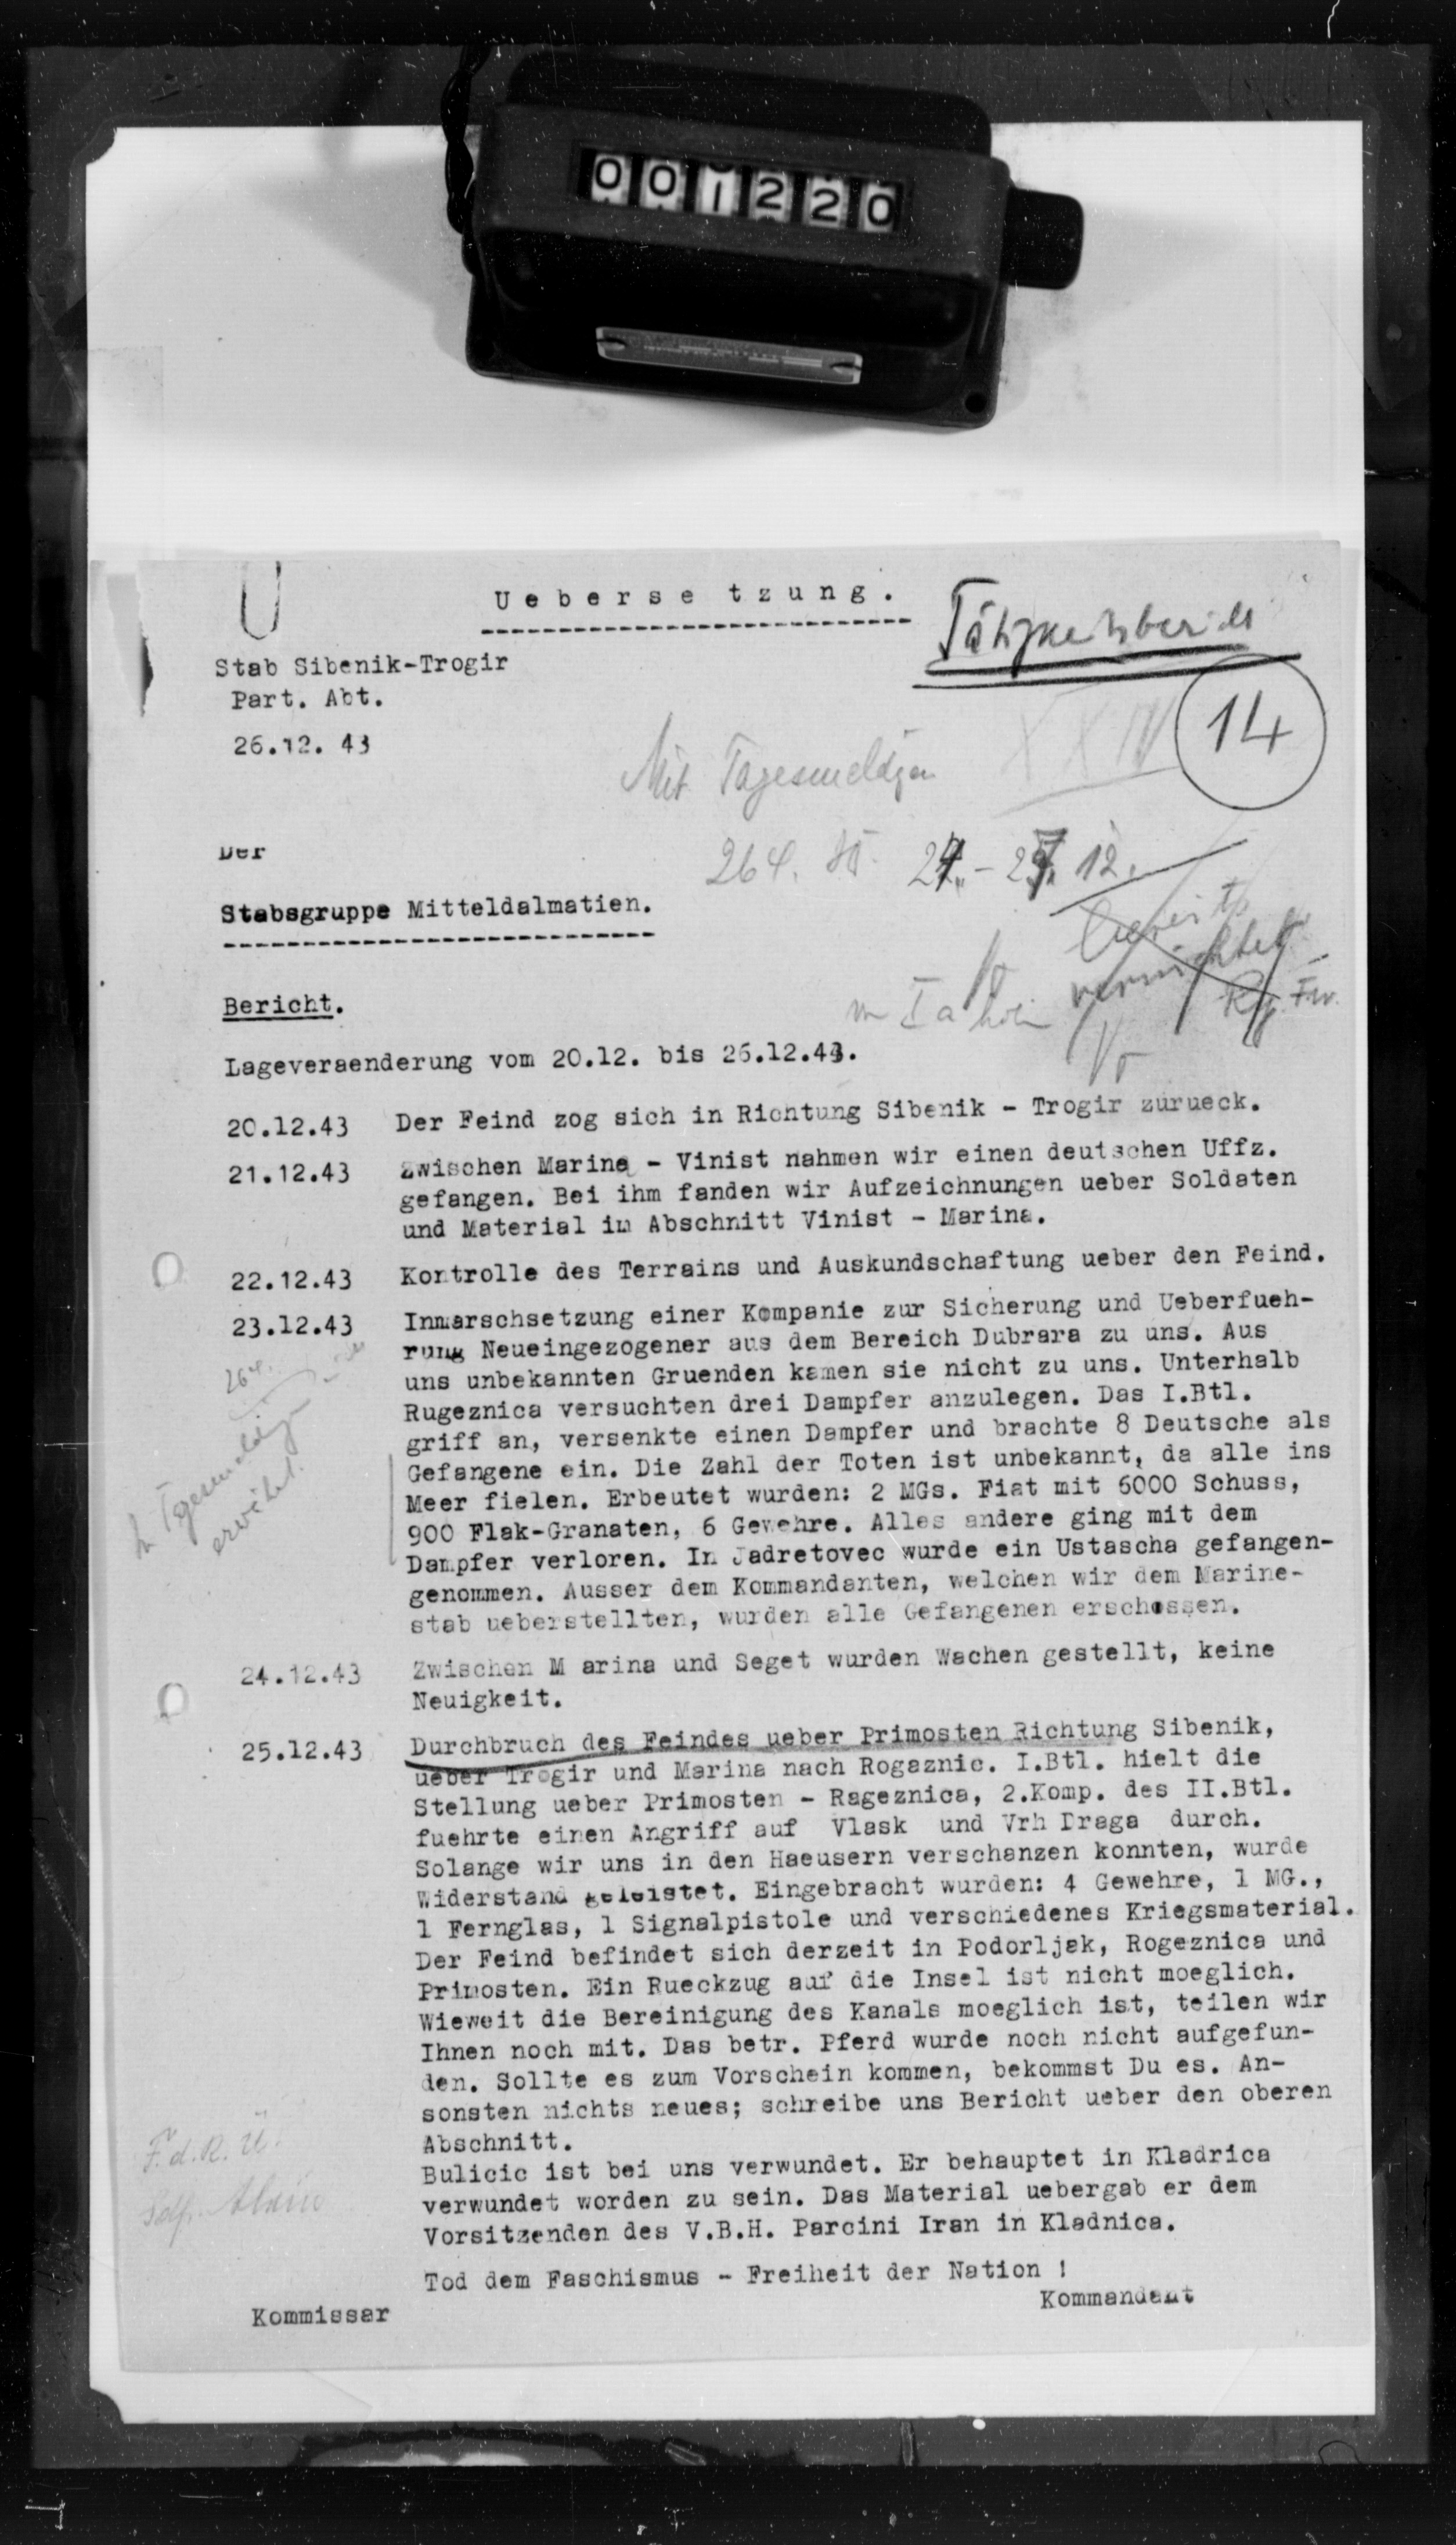 001220
Uebersetzung.
Tätigkeitsbericht
Stab Sibenik-Trogir
Part. Abt.
26.12. 43
14
XXIV
Mit Tagesmeldgen
264. 24.-27. 12.
Der
Stabsgruppe Mitteldalmatien.
bereits
vernichtet
Ia
Bericht.
Lageveraenderung vom 20.12. bis 26.12.43.
20.12.43 Der Feind zog sich in Richtung Sibenik - Trogir zurueck.
21.12.43 Zwischen Marina - Vinist nahmen wir einen deutschen Uffz.
gefangen. Bei ihm fanden wir Aufzeichnungen ueber Soldaten
und Material im Abschnitt Vinist - Marina.
22.12.43 Kontrolle des Terrains und Auskundschaftung ueber den Feind.
23.12.43 Inmarschsetzung einer Kompanie zur Sicherung und Ueberfueh-
rung Neueingezogener aus dem Bereich Dubrara zu uns. Aus
uns unbekannten Gruenden kamen sie nicht zu uns. Unterhalb
Rugeznica versuchten drei Dampfer anzulegen. Das I.Btl.
griff an, versenkte einen Dampfer und brachte 8 Deutsche als
Gefangene ein. Die Zahl der Toten ist unbekannt, da alle ins
Meer fielen. Erbeutet wurden: 2 MGs. Fiat mit 6000 Schuss,
900 Flak-Granaten, 6 Gewehre. Alles andere ging mit dem
Dampfer verloren. In Jadretovec wurde ein Ustascha gefangen-
genommen. Ausser dem Kommandanten, welchen wir dem Marine-
stab ueberstellten, wurden alle Gefangenen erschossen.
264.
in Tagesmeldgen
erwähnt.
24.12.43 Zwischen M arina und Seget wurden Wachen gestellt, keine
Neuigkeit.
25.12.43 Durchbruch des Feindes ueber Primosten Richtung Sibenik,
ueber Trogir und Marina nach Rogaznic. I.Btl. hielt die
Stellung ueber Primosten - Rageznica, 2.Komp. des II.Btl.
fuehrte einen Angriff auf Vlask und Vrh Draga durch.
Solange wir uns in den Haeusern verschanzen konnten, wurde
Widerstand geleistet. Eingebracht wurden: 4 Gewehre, 1 MG.,
1 Fernglas, 1 Signalpistole und verschiedenes Kriegsmaterial.
Der Feind befindet sich derzeit in Podorljak, Rogeznica und
Primosten. Ein Rueckzug auf die Insel ist nicht moeglich.
Wieweit die Bereinigung des Kanals moeglich ist, teilen wir
Ihnen noch mit. Das betr. Pferd wurde noch nicht aufgefun-
den. Sollte es zum Vorschein kommen, bekommst Du es. An-
sonsten nichts neues; schreibe uns Bericht ueber den oberen
Abschnitt.
Bulicic ist bei uns verwundet. Er behauptet in Kladrica
verwundet worden zu sein. Das Material uebergab er dem
Vorsitzenden des V.B.H. Parcini Iran in Kladnica.
F.d.R.Ü.
Tod dem Faschismus - Freiheit der Nation !
Kommandant
Kommissar